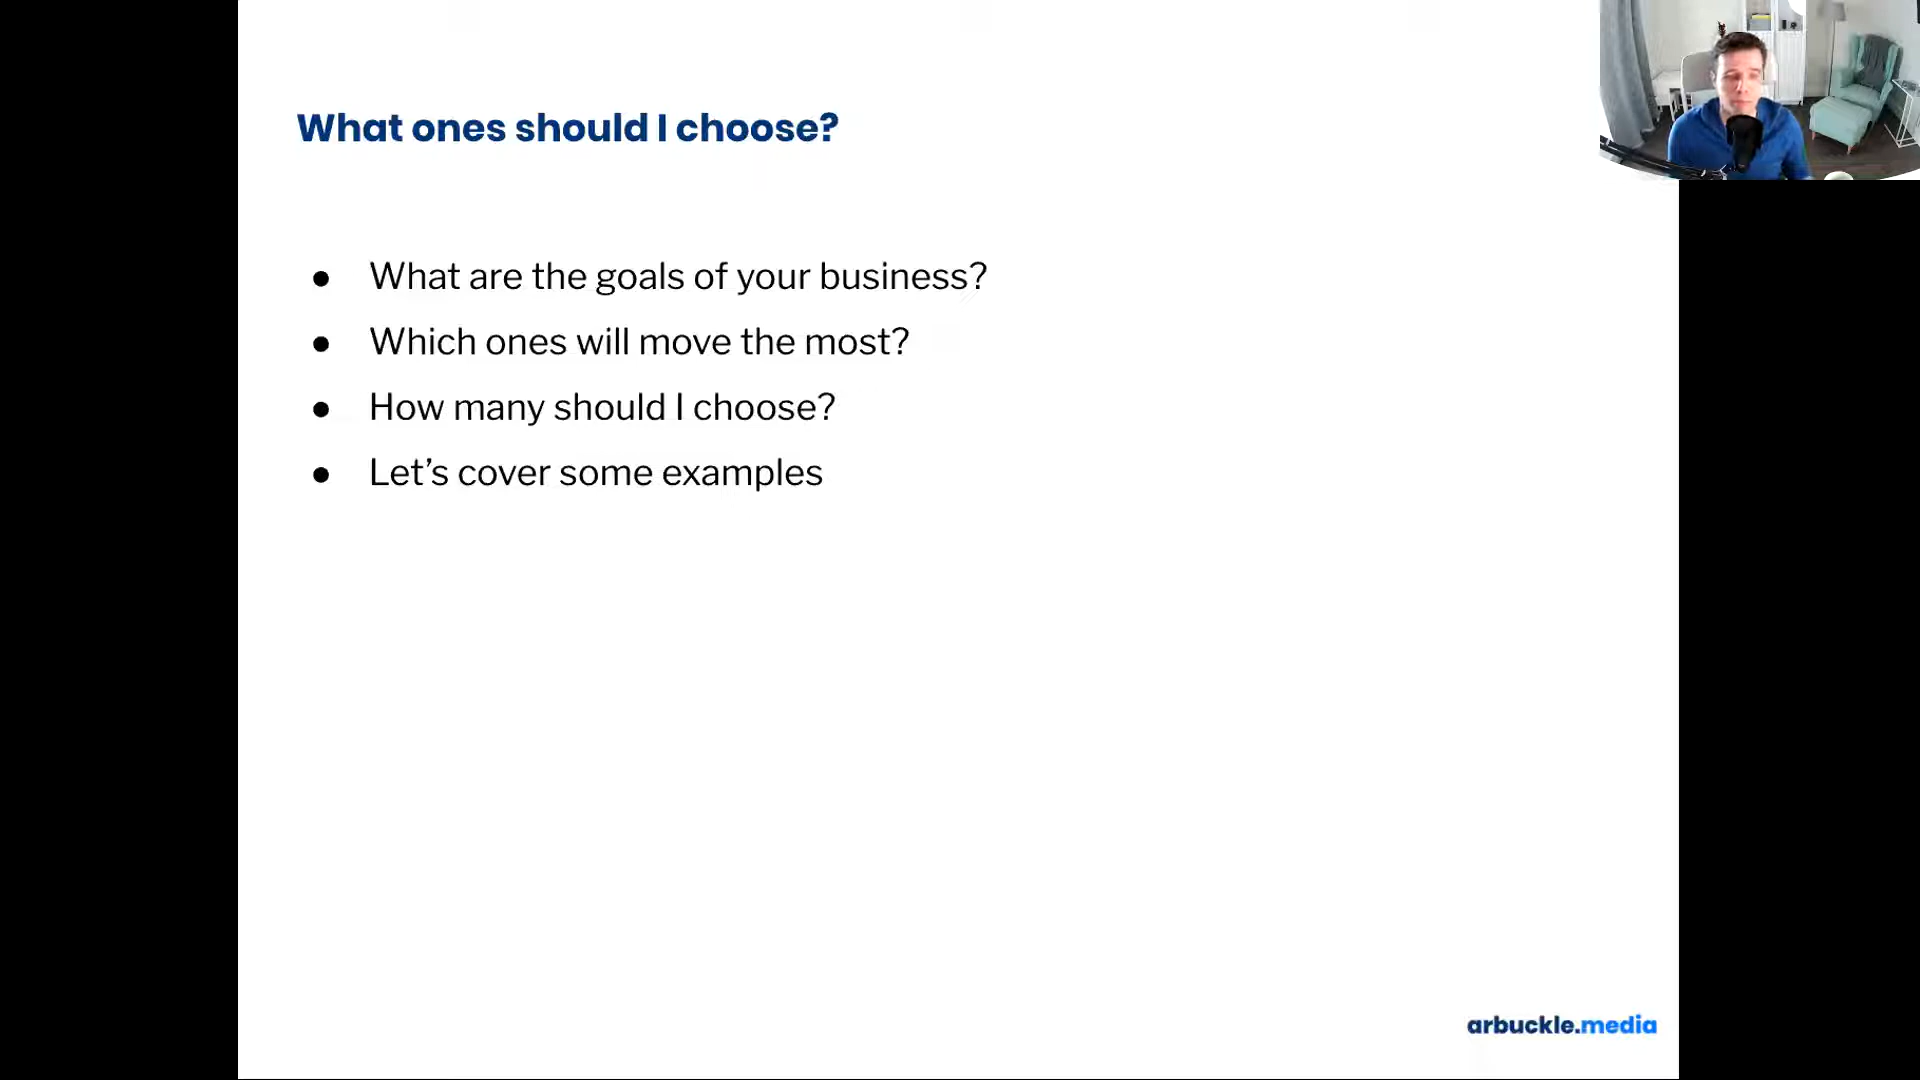 What ones should I choose?
● What are the goals of your business?
● Which ones will move the most?
● How many should I choose?
● Let’s cover some examples
arbuckle.media